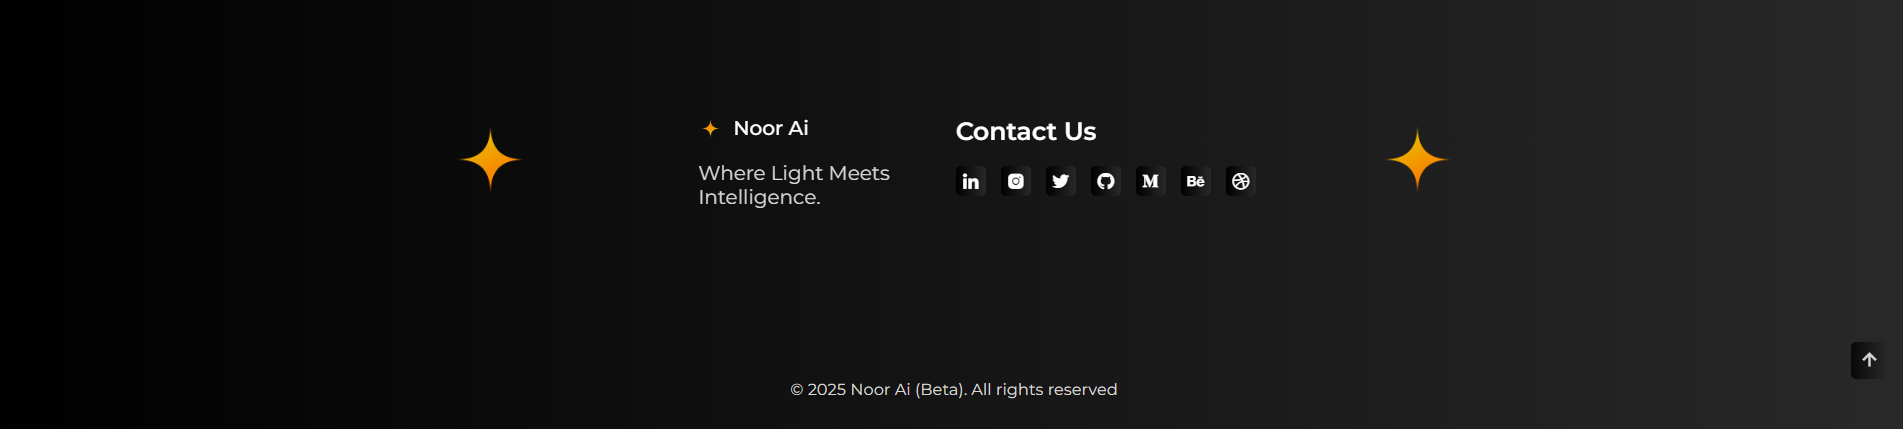 Noor Ai
Where Light Meets
Intelligence.
Contact Us
in
M
Bē
© 2025 Noor Ai (Beta). All rights reserved